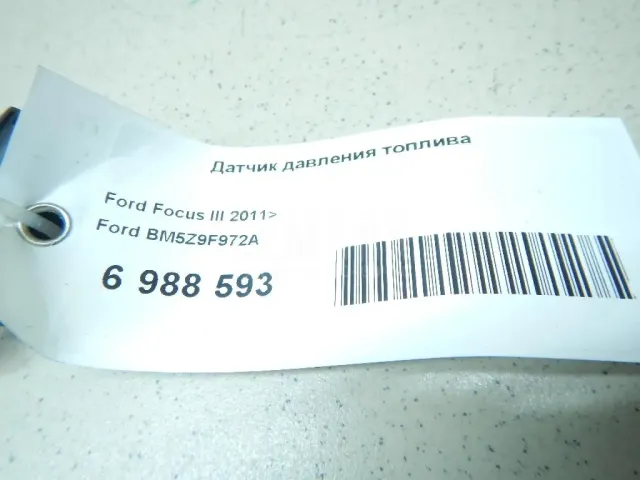 Датчик давления топлива
Ford Focus III 2011>
Ford BM5Z9F972A
6 988 593